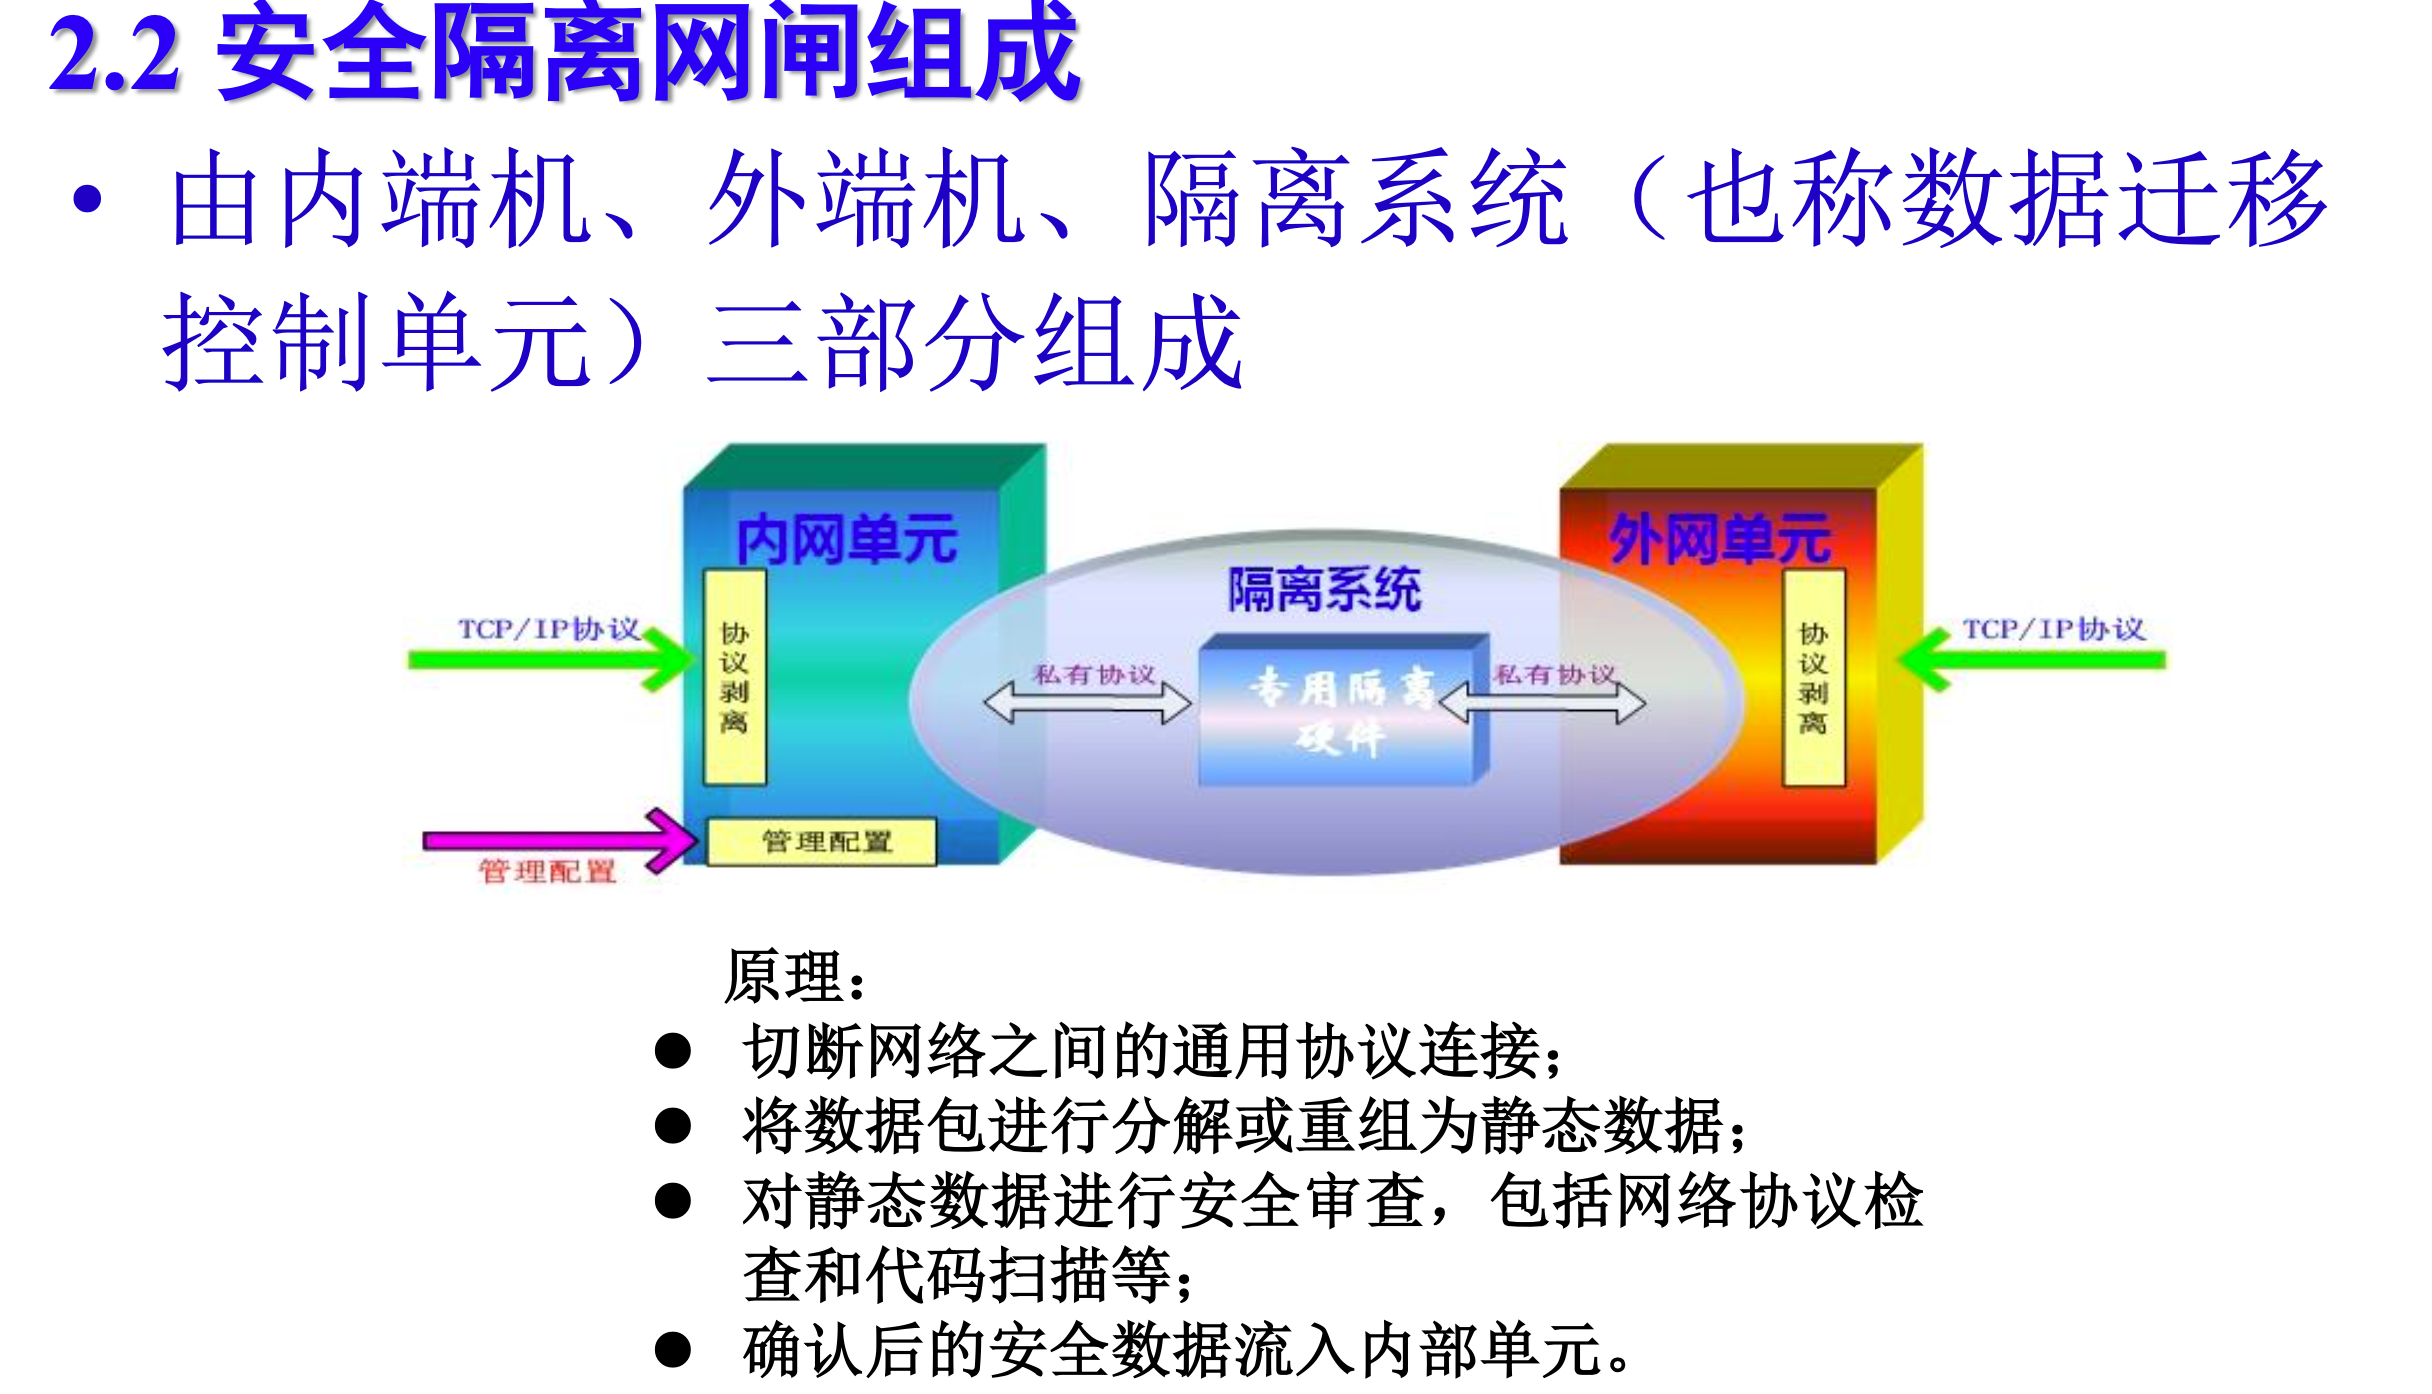 2.2 安全隔离网闸组成
• 由内端机、外端机、隔离系统（也称数据迁移
控制单元）三部分组成
内网单元
外网单元
隔离系统
TCP/IP协议
协议剥离
私有协议
专用隔离
硬件
私有协议
协议剥离
TCP/IP协议
管理配置
管理配置
原理：
● 切断网络之间的通用协议连接；
● 将数据包进行分解或重组为静态数据；
● 对静态数据进行安全审查，包括网络协议检
查和代码扫描等；
● 确认后的安全数据流入内部单元。